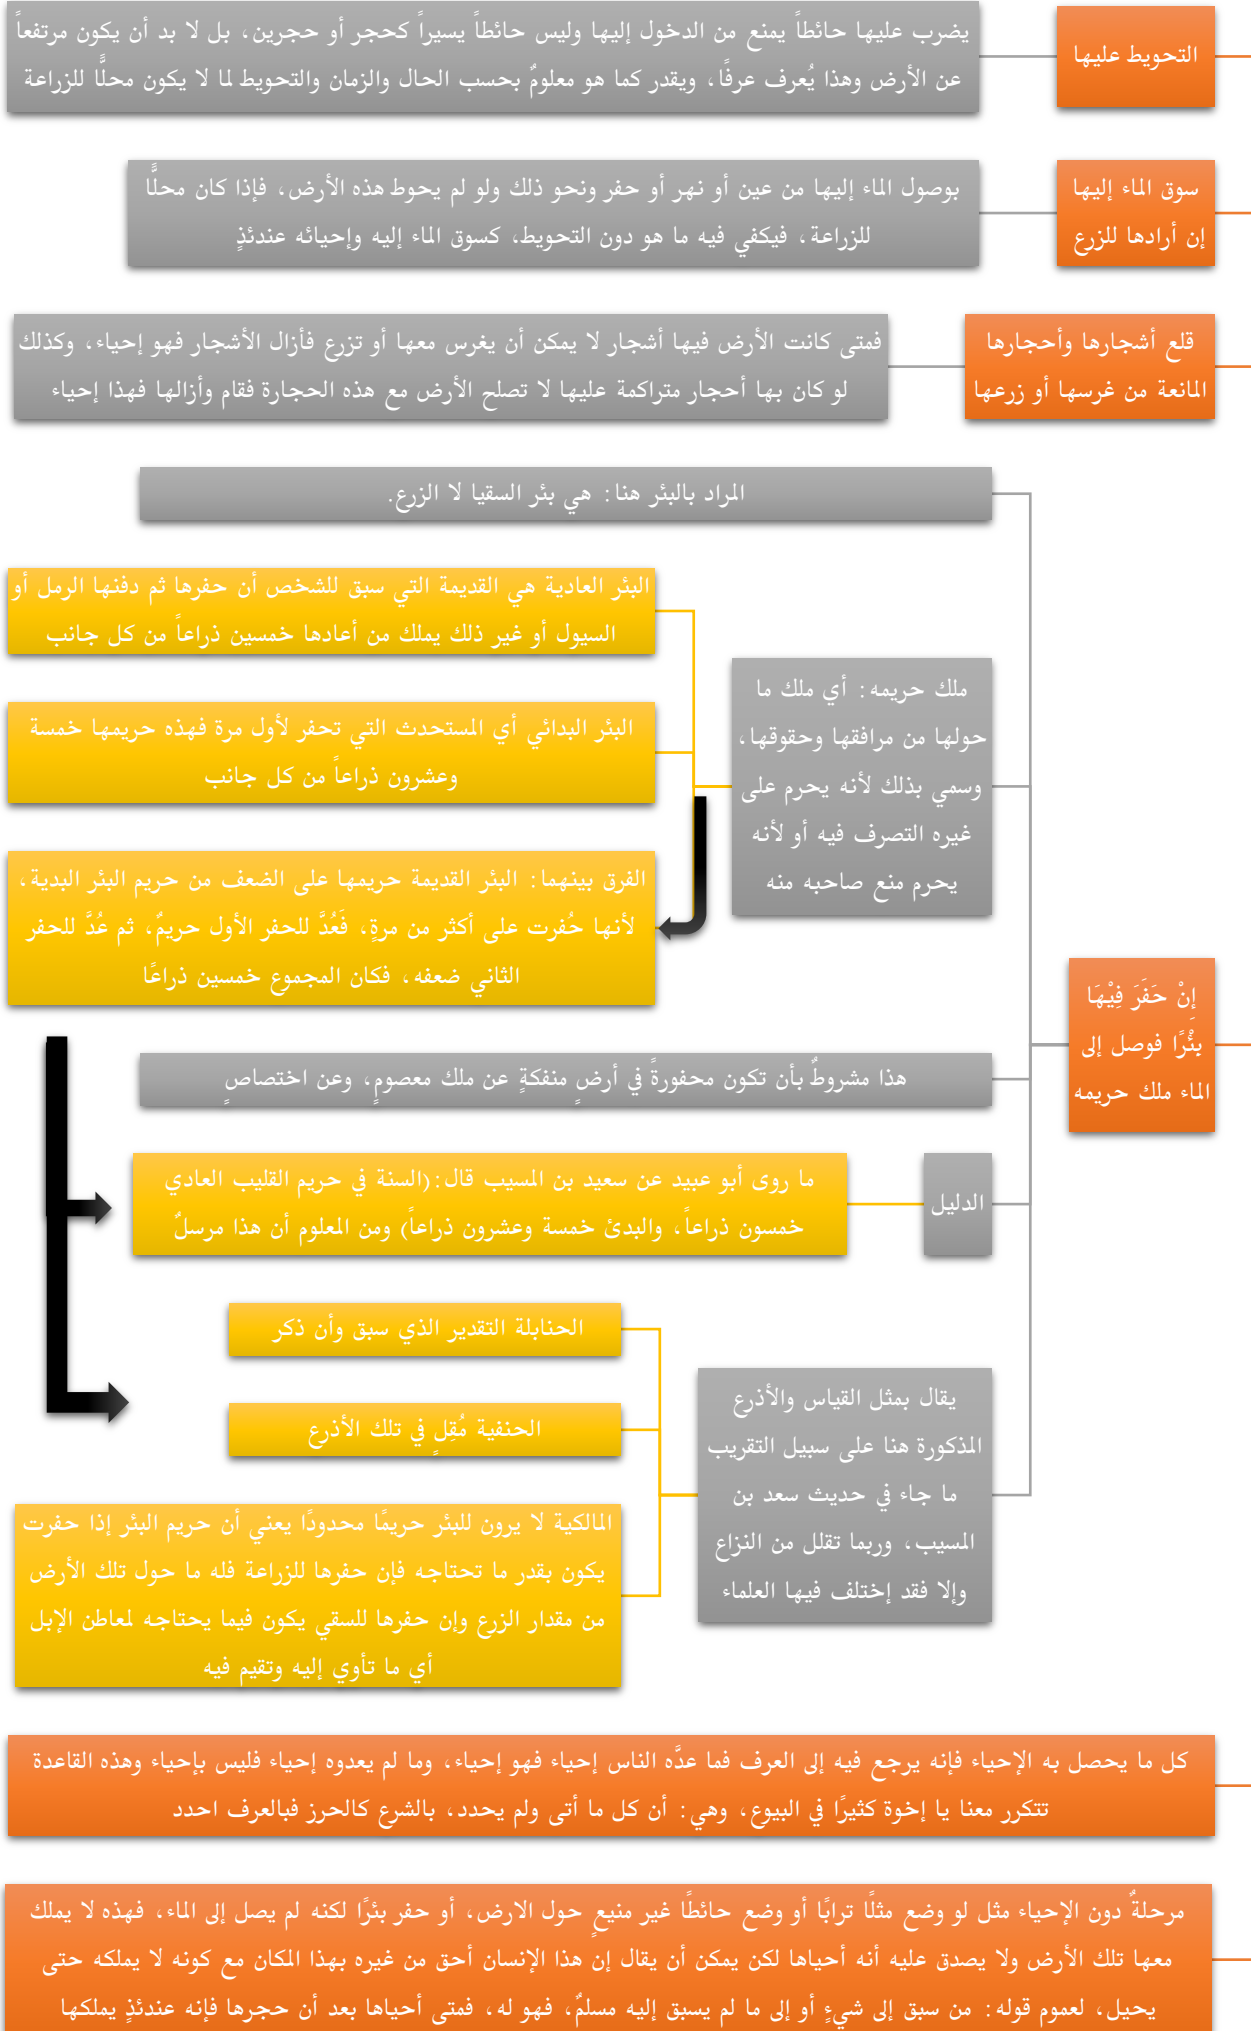 التحويط عليها
يضرب عليها حائطاً يمنع من الدخول إليها وليس حائطاً يسيراً كحجر أو حجرين، بل لا بد أن يكون مرتفعاً
عن الأرض وهذا يُعرف عرفًا، ويقدر كما هو معلومٌ بحسب الحال والزمان والتحويط لما لا يكون محلًّا للزراعة
سوق الماء إليها
إن أرادها للزرع
بوصول الماء إليها من عين أو نهر أو حفر ونحو ذلك ولو لم يحوط هذه الأرض، فإذا كان محلًّا
للزراعة، فيكفي فيه ما هو دون التحويط، كسوق الماء إليه وإحيائه عندئذٍ
قلع أشجارها وأحجارها
المانعة من غرسها أو زرعها
فمتى كانت الأرض فيها أشجار لا يمكن أن يغرس معها أو تزرع فأزال الأشجار فهو إحياء، وكذلك
لو كان بها أحجار متراكمة عليها لا تصلح الأرض مع هذه الحجارة فقام وأزالها فهذا إحياء
إنْ حَفَرَ فِيْهَا
بئْرًا فوصل إلى
الماء ملك حريمه
المراد بالبئر هنا: هي بئر السقيا لا الزرع.
ملك حريمه: أي ملك ما
حولها من مرافقها وحقوقها،
وسمي بذلك لأنه يحرم على
غيره التصرف فيه أو لأنه
يحرم منع صاحبه منه
البئر العادية هي القديمة التي سبق للشخص أن حفرها ثم دفنها الرمل أو
السيول أو غير ذلك يملك من أعادها خمسين ذراعاً من كل جانب
البئر البدائي أي المستحدث التي تحفر لأول مرة فهذه حريمها خمسة
وعشرون ذراعاً من كل جانب
الفرق بينهما: البئر القديمة حريمها على الضعف من حريم البئر البدية،
لأنها حُفرت على أكثر من مرةٍ، فَعُدَّ للحفر الأول حريمٌ، ثم عُدَّ للحفر
الثاني ضعفه، فكان المجموع خمسين ذراعًا
هذا مشروطٌ بأن تكون محفورةً في أرضٍ منفكةٍ عن ملك معصومٍ، وعن اختصاصٍ
الدليل
ما روى أبو عبيد عن سعيد بن المسيب قال:(السنة في حريم القليب العادي
خمسون ذراعاً، والبدئ خمسة وعشرون ذراعاً) ومن المعلوم أن هذا مرسلٌ
يقال بمثل القياس والأذرع
المذكورة هنا على سبيل التقريب
ما جاء في حديث سعد بن
المسيب، وربما تقلل من النزاع
وإلا فقد إختلف فيها العلماء
الحنابلة التقدير الذي سبق وأن ذكر
الحنفية مُقِلٍ في تلك الأذرع
المالكية لا يرون للبئر حريمًا محدودًا يعني أن حريم البئر إذا حفرت
يكون بقدر ما تحتاجه فإن حفرها للزراعة فله ما حول تلك الأرض
من مقدار الزرع وإن حفرها للسقي يكون فيما يحتاجه لمعاطن الإبل
أي ما تأوي إليه وتقيم فيه
كل ما يحصل به الإحياء فإنه يرجع فيه إلى العرف فما عدَّه الناس إحياء فهو إحياء، وما لم يعدوه إحياء فليس بإحياء وهذه القاعدة
تتكرر معنا يا إخوة كثيرًا في البيوع، وهي: أن كل ما أتى ولم يحدد، بالشرع كالحرز فبالعرف احدد
مرحلةٌ دون الإحياء مثل لو وضع مثلًا ترابًا أو وضع حائطًا غير منيعٍ حول الارض، أو حفر بئرًا لكنه لم يصل إلى الماء، فهذه لا يملك
معها تلك الأرض ولا يصدق عليه أنه أحياها لكن يمكن أن يقال إن هذا الإنسان أحق من غيره بهذا المكان مع كونه لا يملكه حتى
يحيل، لعموم قوله: من سبق إلى شيءٍ أو إلى ما لم يسبق إليه مسلمٌ، فهو له، فمتى أحياها بعد أن حجرها فإنه عندئذٍ يملكها